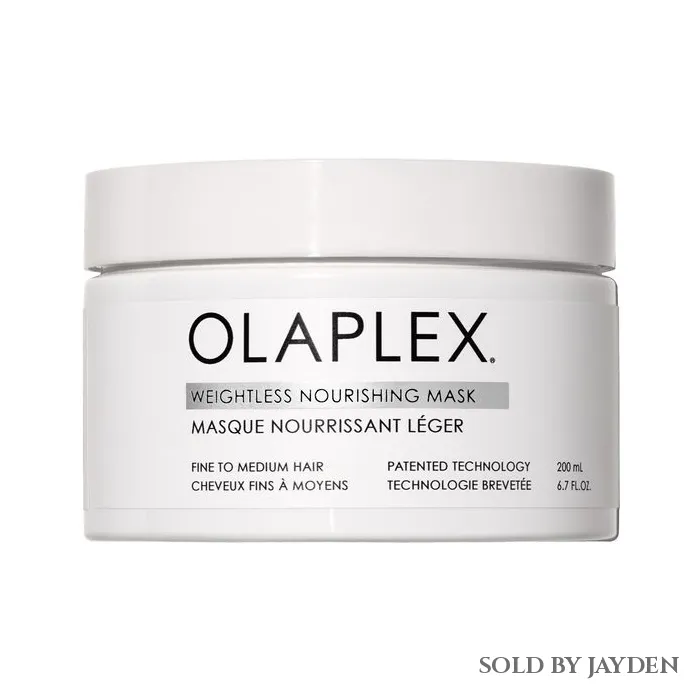 OLAPLEX.
WEIGHTLESS NOURISHING MASK
MASQUE NOURRISSANT LÉGER
FINE TO MEDIUM HAIR
CHEVEUX FINS À MOYENS
PATENTED TECHNOLOGY
TECHNOLOGIE BREVETÉE
200 mL
6.7 FL.OZ.
SOLD BY JAYDEN